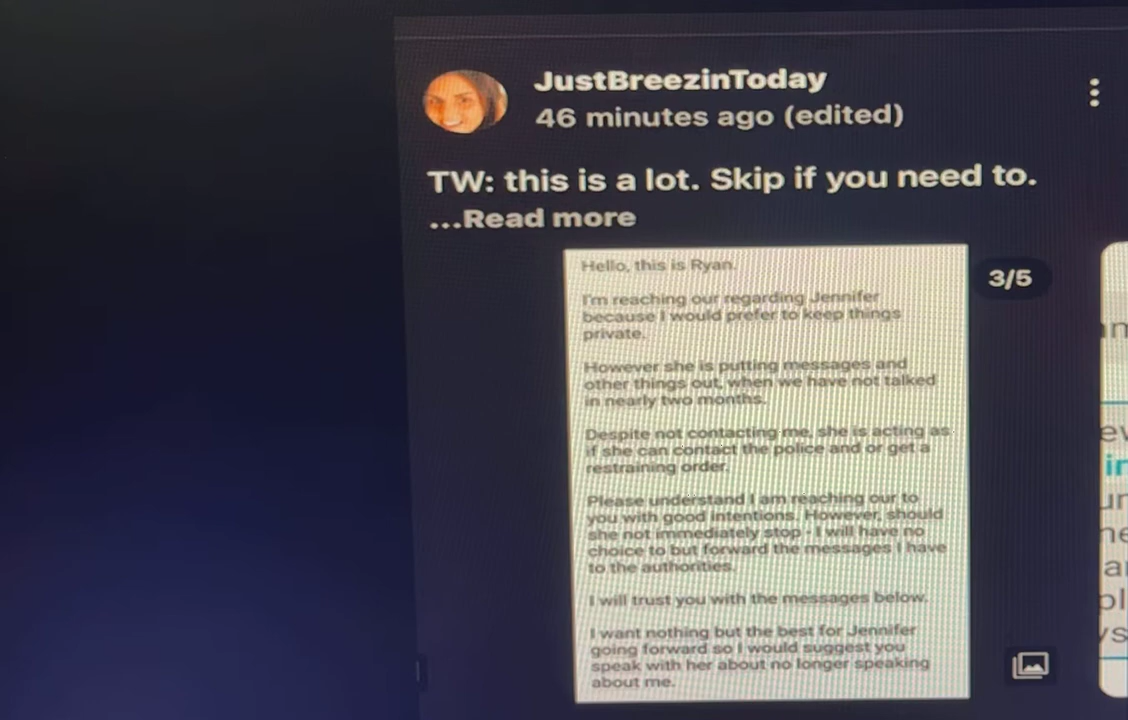 JustBreezinToday
46 minutes ago (edited)
TW: this is a lot. Skip if you need to.
...Read more
3/5
Hello, this is Ryan.
I'm reaching our regarding Jennifer
because I would prefer to keep things
private.
However she is putting messages and
other things out, when we have not talked
in nearly two months.
Despite not contacting me, she is acting as
if she can contact the police and or get a
restraining order.
Please understand I am reaching our to
you with good intentions. However, should
she not immediately stop - I will have no
choice to but forward the messages I have
to the authorities.
I will trust you with the messages below.
I want nothing but the best for Jennifer
going forward so I would suggest you
speak with her about no longer speaking
about me.